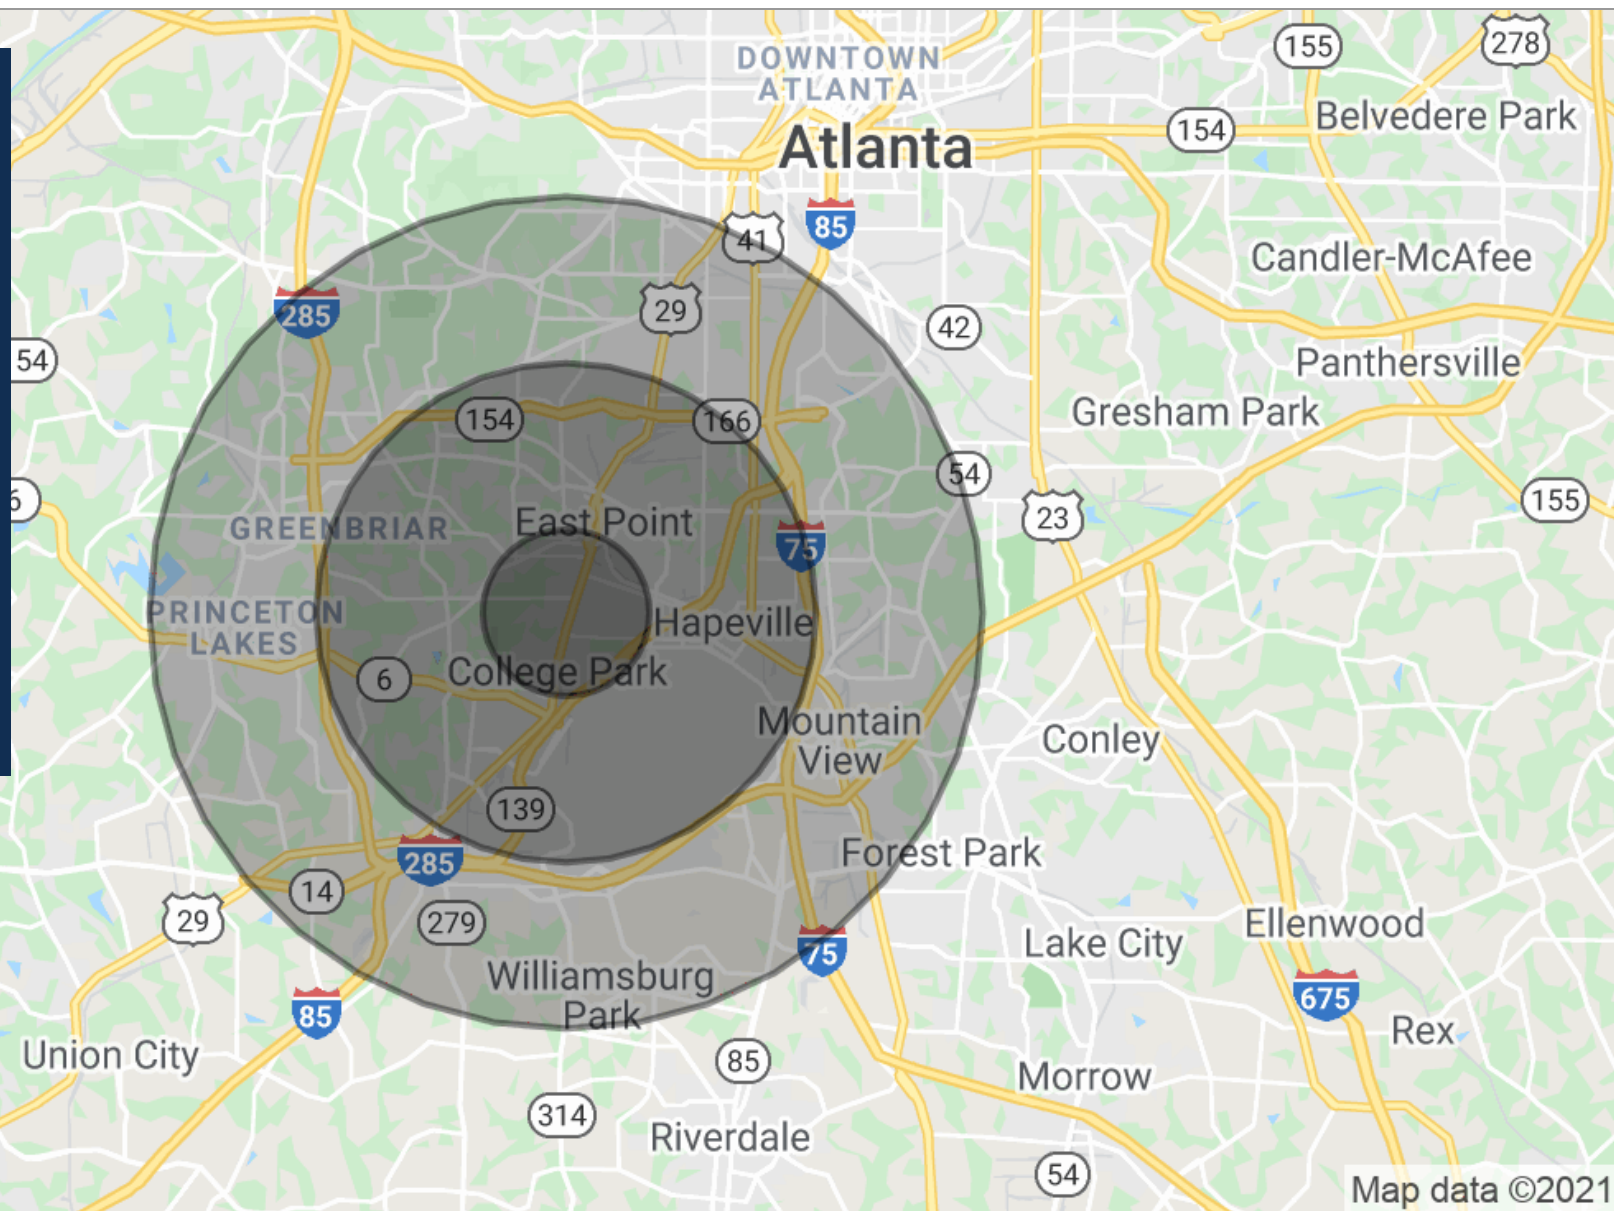 DOWNTOWN
ATLANTA
Atlanta
155
278
154
Belvedere Park
41
85
Candler-McAfee
285
29
42
54
Panthersville
154
166
Gresham Park
54
6
23
155
GREENBRIAR
East Point
75
PRINCETON
LAKES
Hapeville
6
College Park
Mountain
View
Conley
139
285
Forest Park
14
29
279
Ellenwood
Lake City
75
Williamsburg
Park
85
675
Rex
Union City
85
Morrow
314
Riverdale
54
Map data ©2021